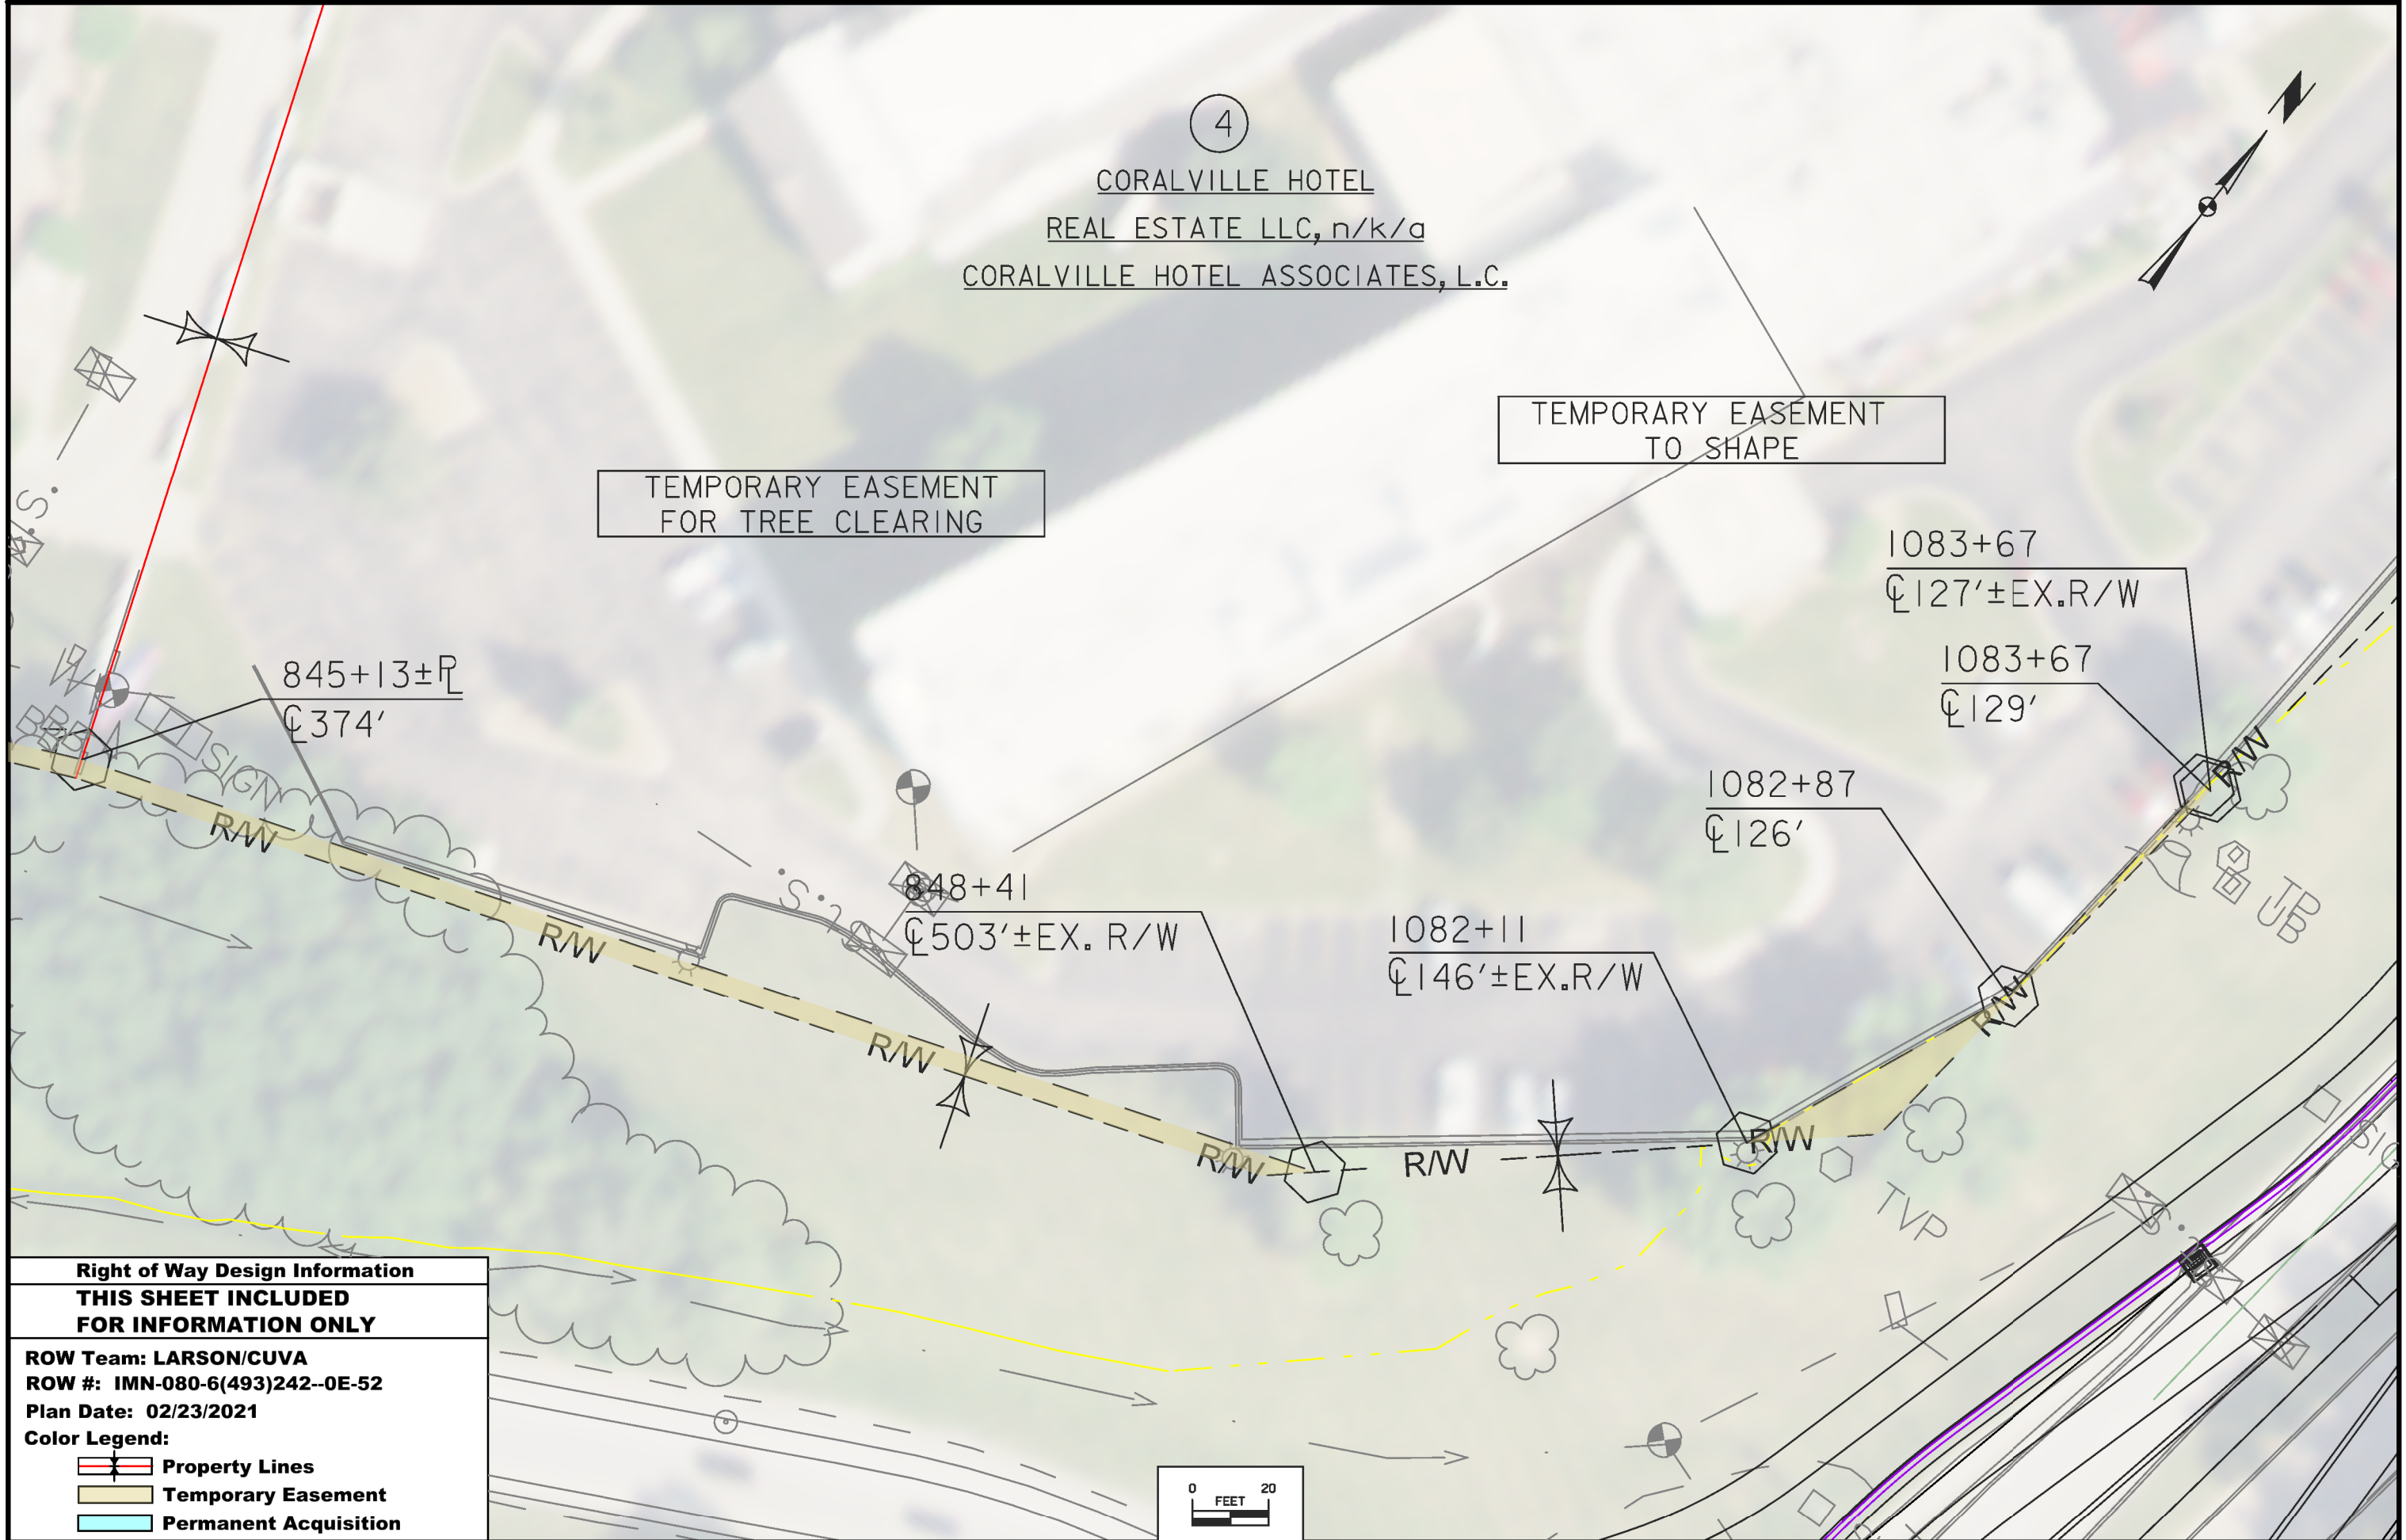 4
CORALVILLE HOTEL
REAL ESTATE LLC, n/k/a
CORALVILLE HOTEL ASSOCIATES, L.C.
TEMPORARY EASEMENT
TO SHAPE
TEMPORARY EASEMENT
FOR TREE CLEARING
1083+67
℄127'±EX.R/W
1083+67
℄129'
845+13±⅊
℄374'
1082+87
℄126'
848+41
℄503'±EX. R/W
1082+11
℄146'±EX.R/W
SIGN
R/W
R/W
R/W
R/W
R/W
R/W
R/W
R/W
TP
UB
TVP
Right of Way Design Information
THIS SHEET INCLUDED
FOR INFORMATION ONLY
ROW Team: LARSON/CUVA
ROW #: IMN-080-6(493)242--0E-52
Plan Date: 02/23/2021
Color Legend:
Property Lines
Temporary Easement
Permanent Acquisition
0 20
FEET